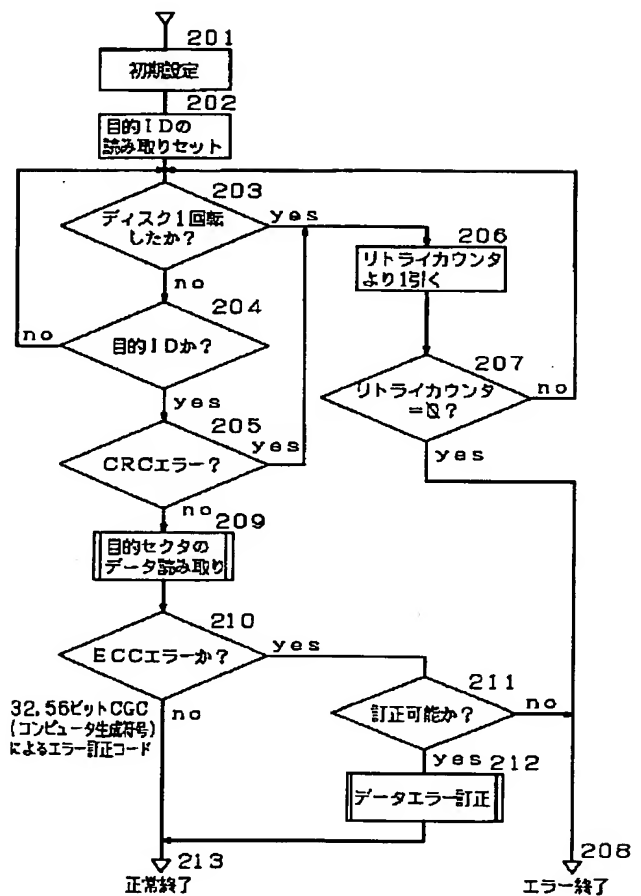 201
初期設定
202
目的IDの
読み取りセット
203
ディスク1回転
したか?
yes
no
204
目的IDか?
no
yes
205
CRCエラー?
yes
no
206
リトライカウンタ
より1引く
207
リトライカウンタ
=0?
no
yes
209
目的セクタの
データ読み取り
210
ECCエラーか?
yes
no
32,56ビットCGC
(コンピュータ生成符号)
によるエラー訂正コード
211
訂正可能か?
no
yes
212
データエラー訂正
213
正常終了
208
エラー終了